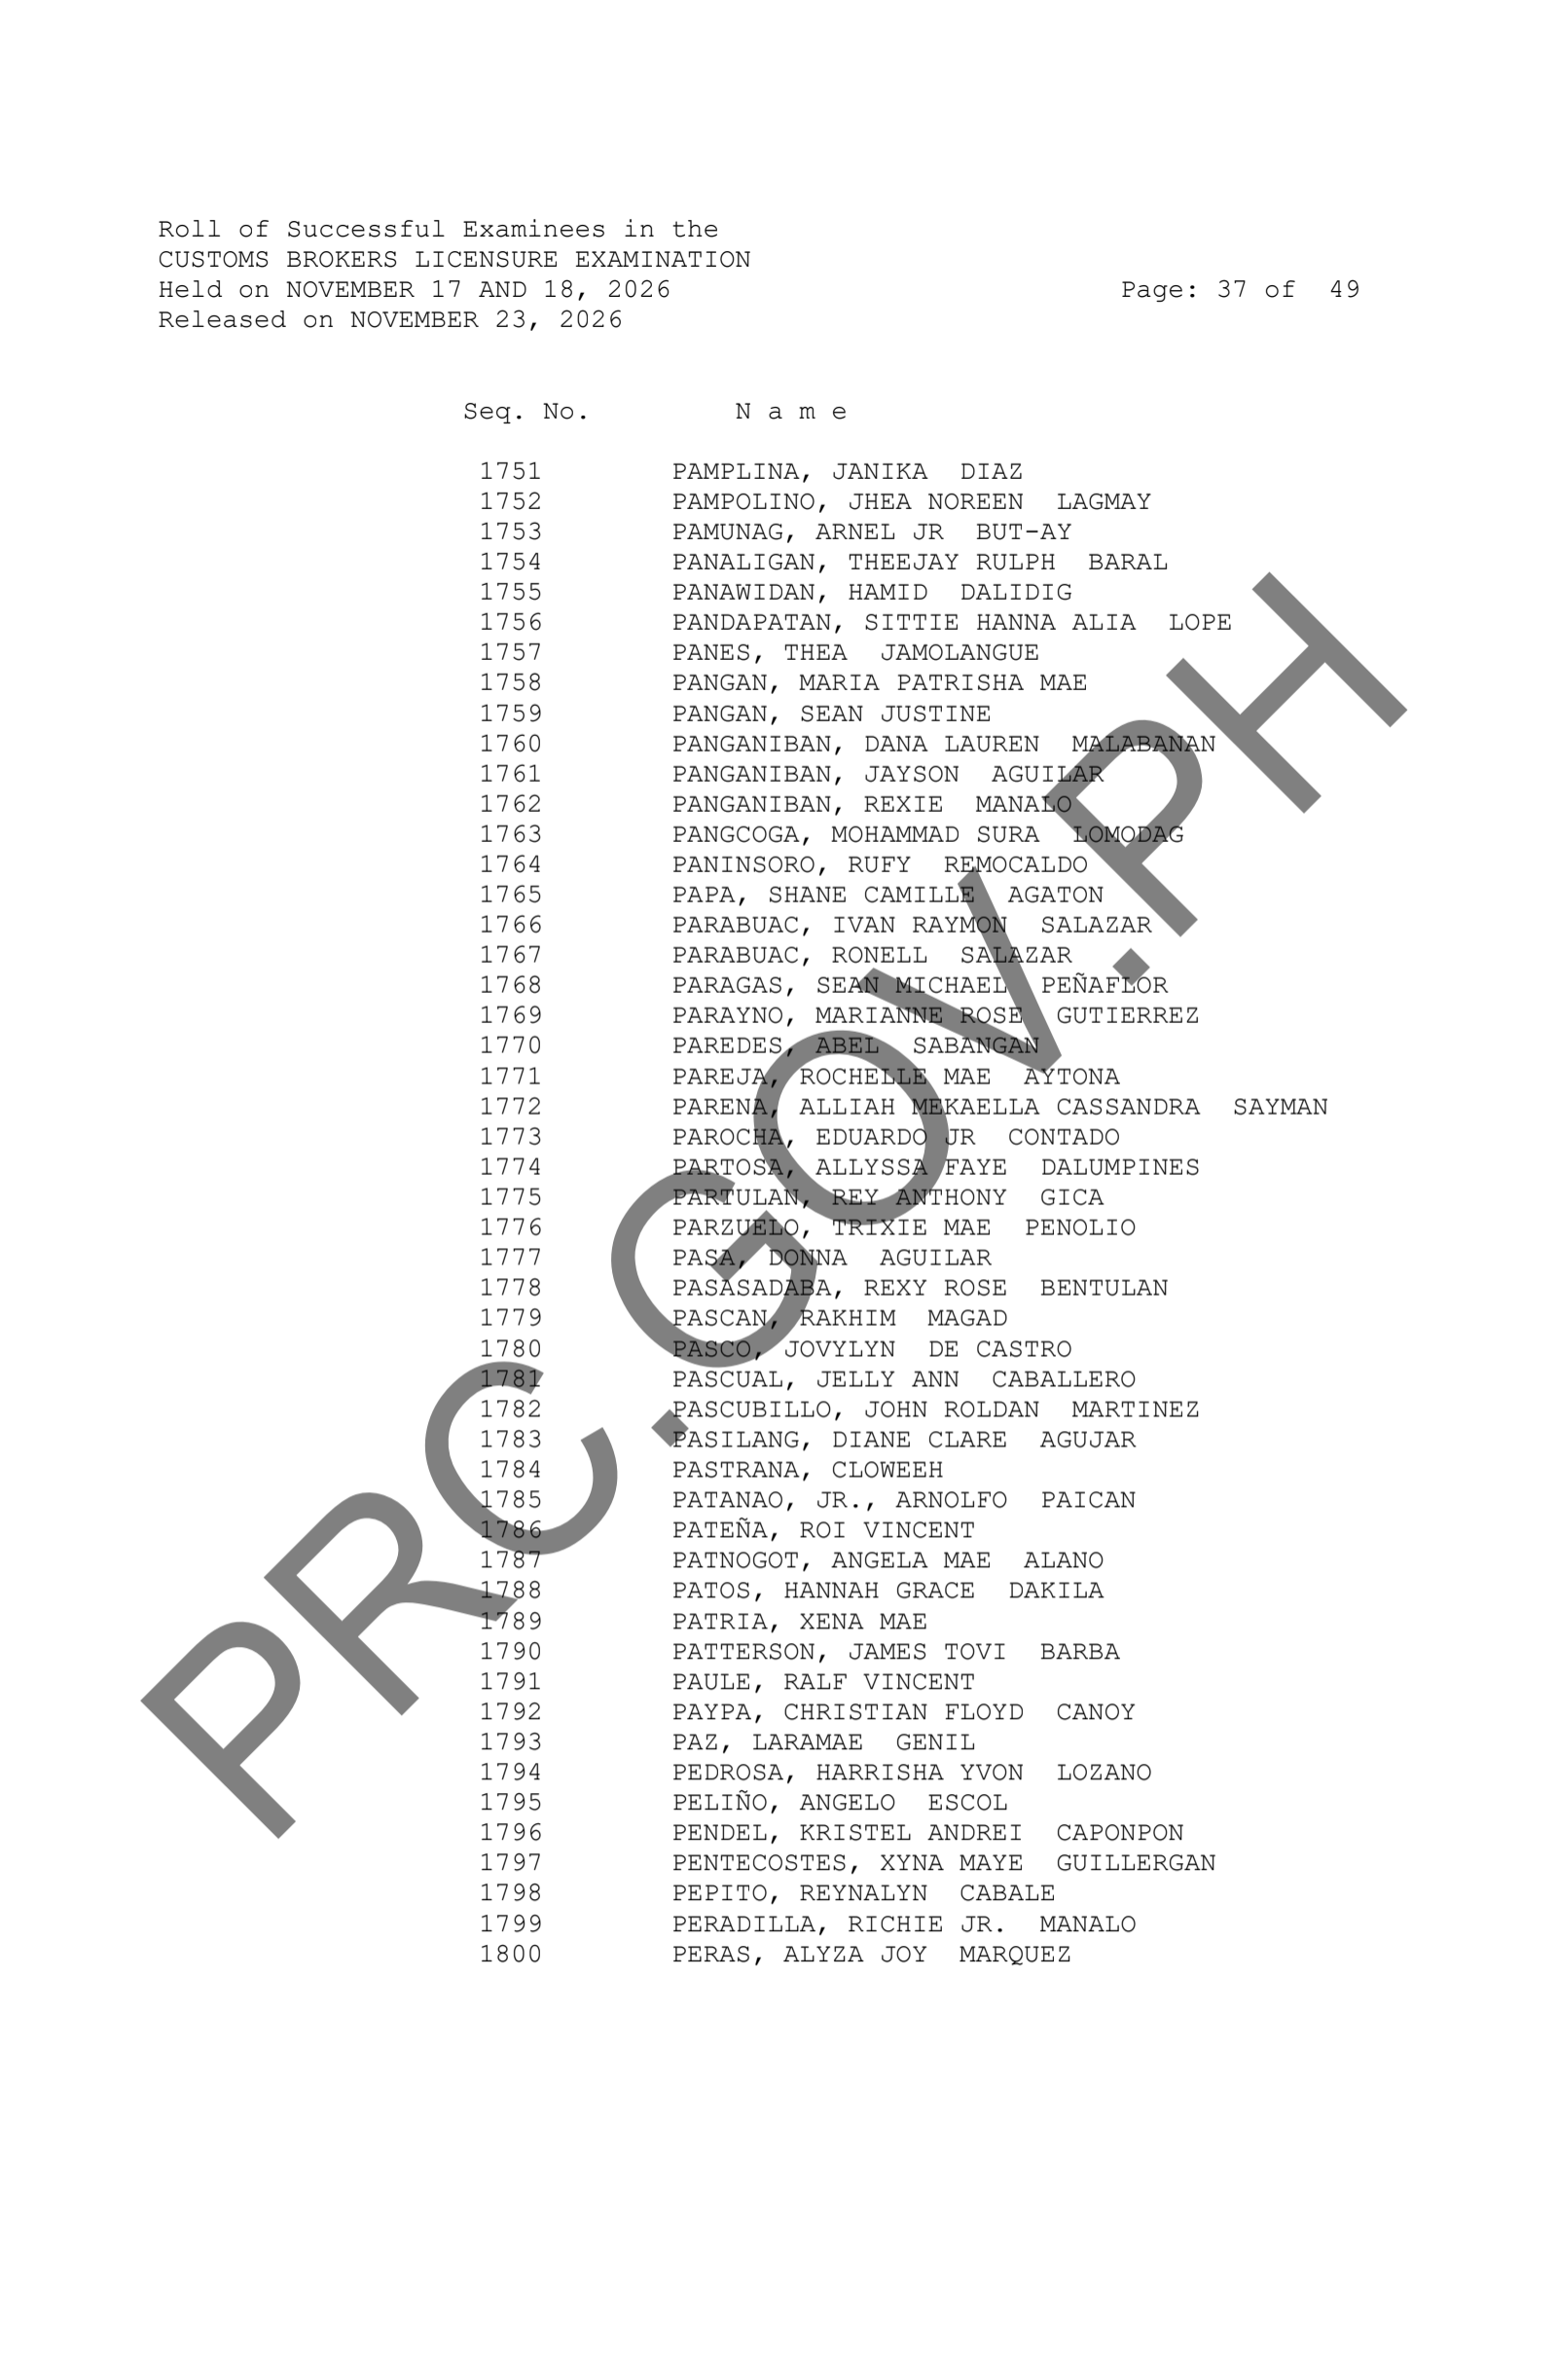 Roll of Successful Examinees in the
CUSTOMS BROKERS LICENSURE EXAMINATION
Held on NOVEMBER 17 AND 18, 2026 Page: 37 of 49
Released on NOVEMBER 23, 2026
Seq. No. N a m e
1751 PAMPLINA, JANIKA DIAZ
1752 PAMPOLINO, JHEA NOREEN LAGMAY
1753 PAMUNAG, ARNEL JR BUT-AY
1754 PANALIGAN, THEEJAY RULPH BARAL
1755 PANAWIDAN, HAMID DALIDIG
1756 PANDAPATAN, SITTIE HANNA ALIA LOPE
1757 PANES, THEA JAMOLANGUE
1758 PANGAN, MARIA PATRISHA MAE
1759 PANGAN, SEAN JUSTINE
1760 PANGANIBAN, DANA LAUREN MALABANAN
1761 PANGANIBAN, JAYSON AGUILAR
1762 PANGANIBAN, REXIE MANALO
1763 PANGCOGA, MOHAMMAD SURA LOMODAG
1764 PANINSORO, RUFY REMOCALDO
1765 PAPA, SHANE CAMILLE AGATON
1766 PARABUAC, IVAN RAYMON SALAZAR
1767 PARABUAC, RONELL SALAZAR
1768 PARAGAS, SEAN MICHAEL PEÑAFLOR
1769 PARAYNO, MARIANNE ROSE GUTIERREZ
1770 PAREDES, ABEL SABANGAN
1771 PAREJA, ROCHELLE MAE AYTONA
1772 PARENA, ALLIAH MEKAELLA CASSANDRA SAYMAN
1773 PAROCHA, EDUARDO JR CONTADO
1774 PARTOSA, ALLYSSA FAYE DALUMPINES
1775 PARTULAN, REY ANTHONY GICA
1776 PARZUELO, TRIXIE MAE PENOLIO
1777 PASA, DONNA AGUILAR
1778 PASASADABA, REXY ROSE BENTULAN
1779 PASCAN, RAKHIM MAGAD
1780 PASCO, JOVYLYN DE CASTRO
1781 PASCUAL, JELLY ANN CABALLERO
1782 PASCUBILLO, JOHN ROLDAN MARTINEZ
1783 PASILANG, DIANE CLARE AGUJAR
1784 PASTRANA, CLOWEEH
1785 PATANAO, JR., ARNOLFO PAICAN
1786 PATEÑA, ROI VINCENT
1787 PATNOGOT, ANGELA MAE ALANO
1788 PATOS, HANNAH GRACE DAKILA
1789 PATRIA, XENA MAE
1790 PATTERSON, JAMES TOVI BARBA
1791 PAULE, RALF VINCENT
1792 PAYPA, CHRISTIAN FLOYD CANOY
1793 PAZ, LARAMAE GENIL
1794 PEDROSA, HARRISHA YVON LOZANO
1795 PELIÑO, ANGELO ESCOL
1796 PENDEL, KRISTEL ANDREI CAPONPON
1797 PENTECOSTES, XYNA MAYE GUILLERGAN
1798 PEPITO, REYNALYN CABALE
1799 PERADILLA, RICHIE JR. MANALO
1800 PERAS, ALYZA JOY MARQUEZ
PRC.GOV.PH